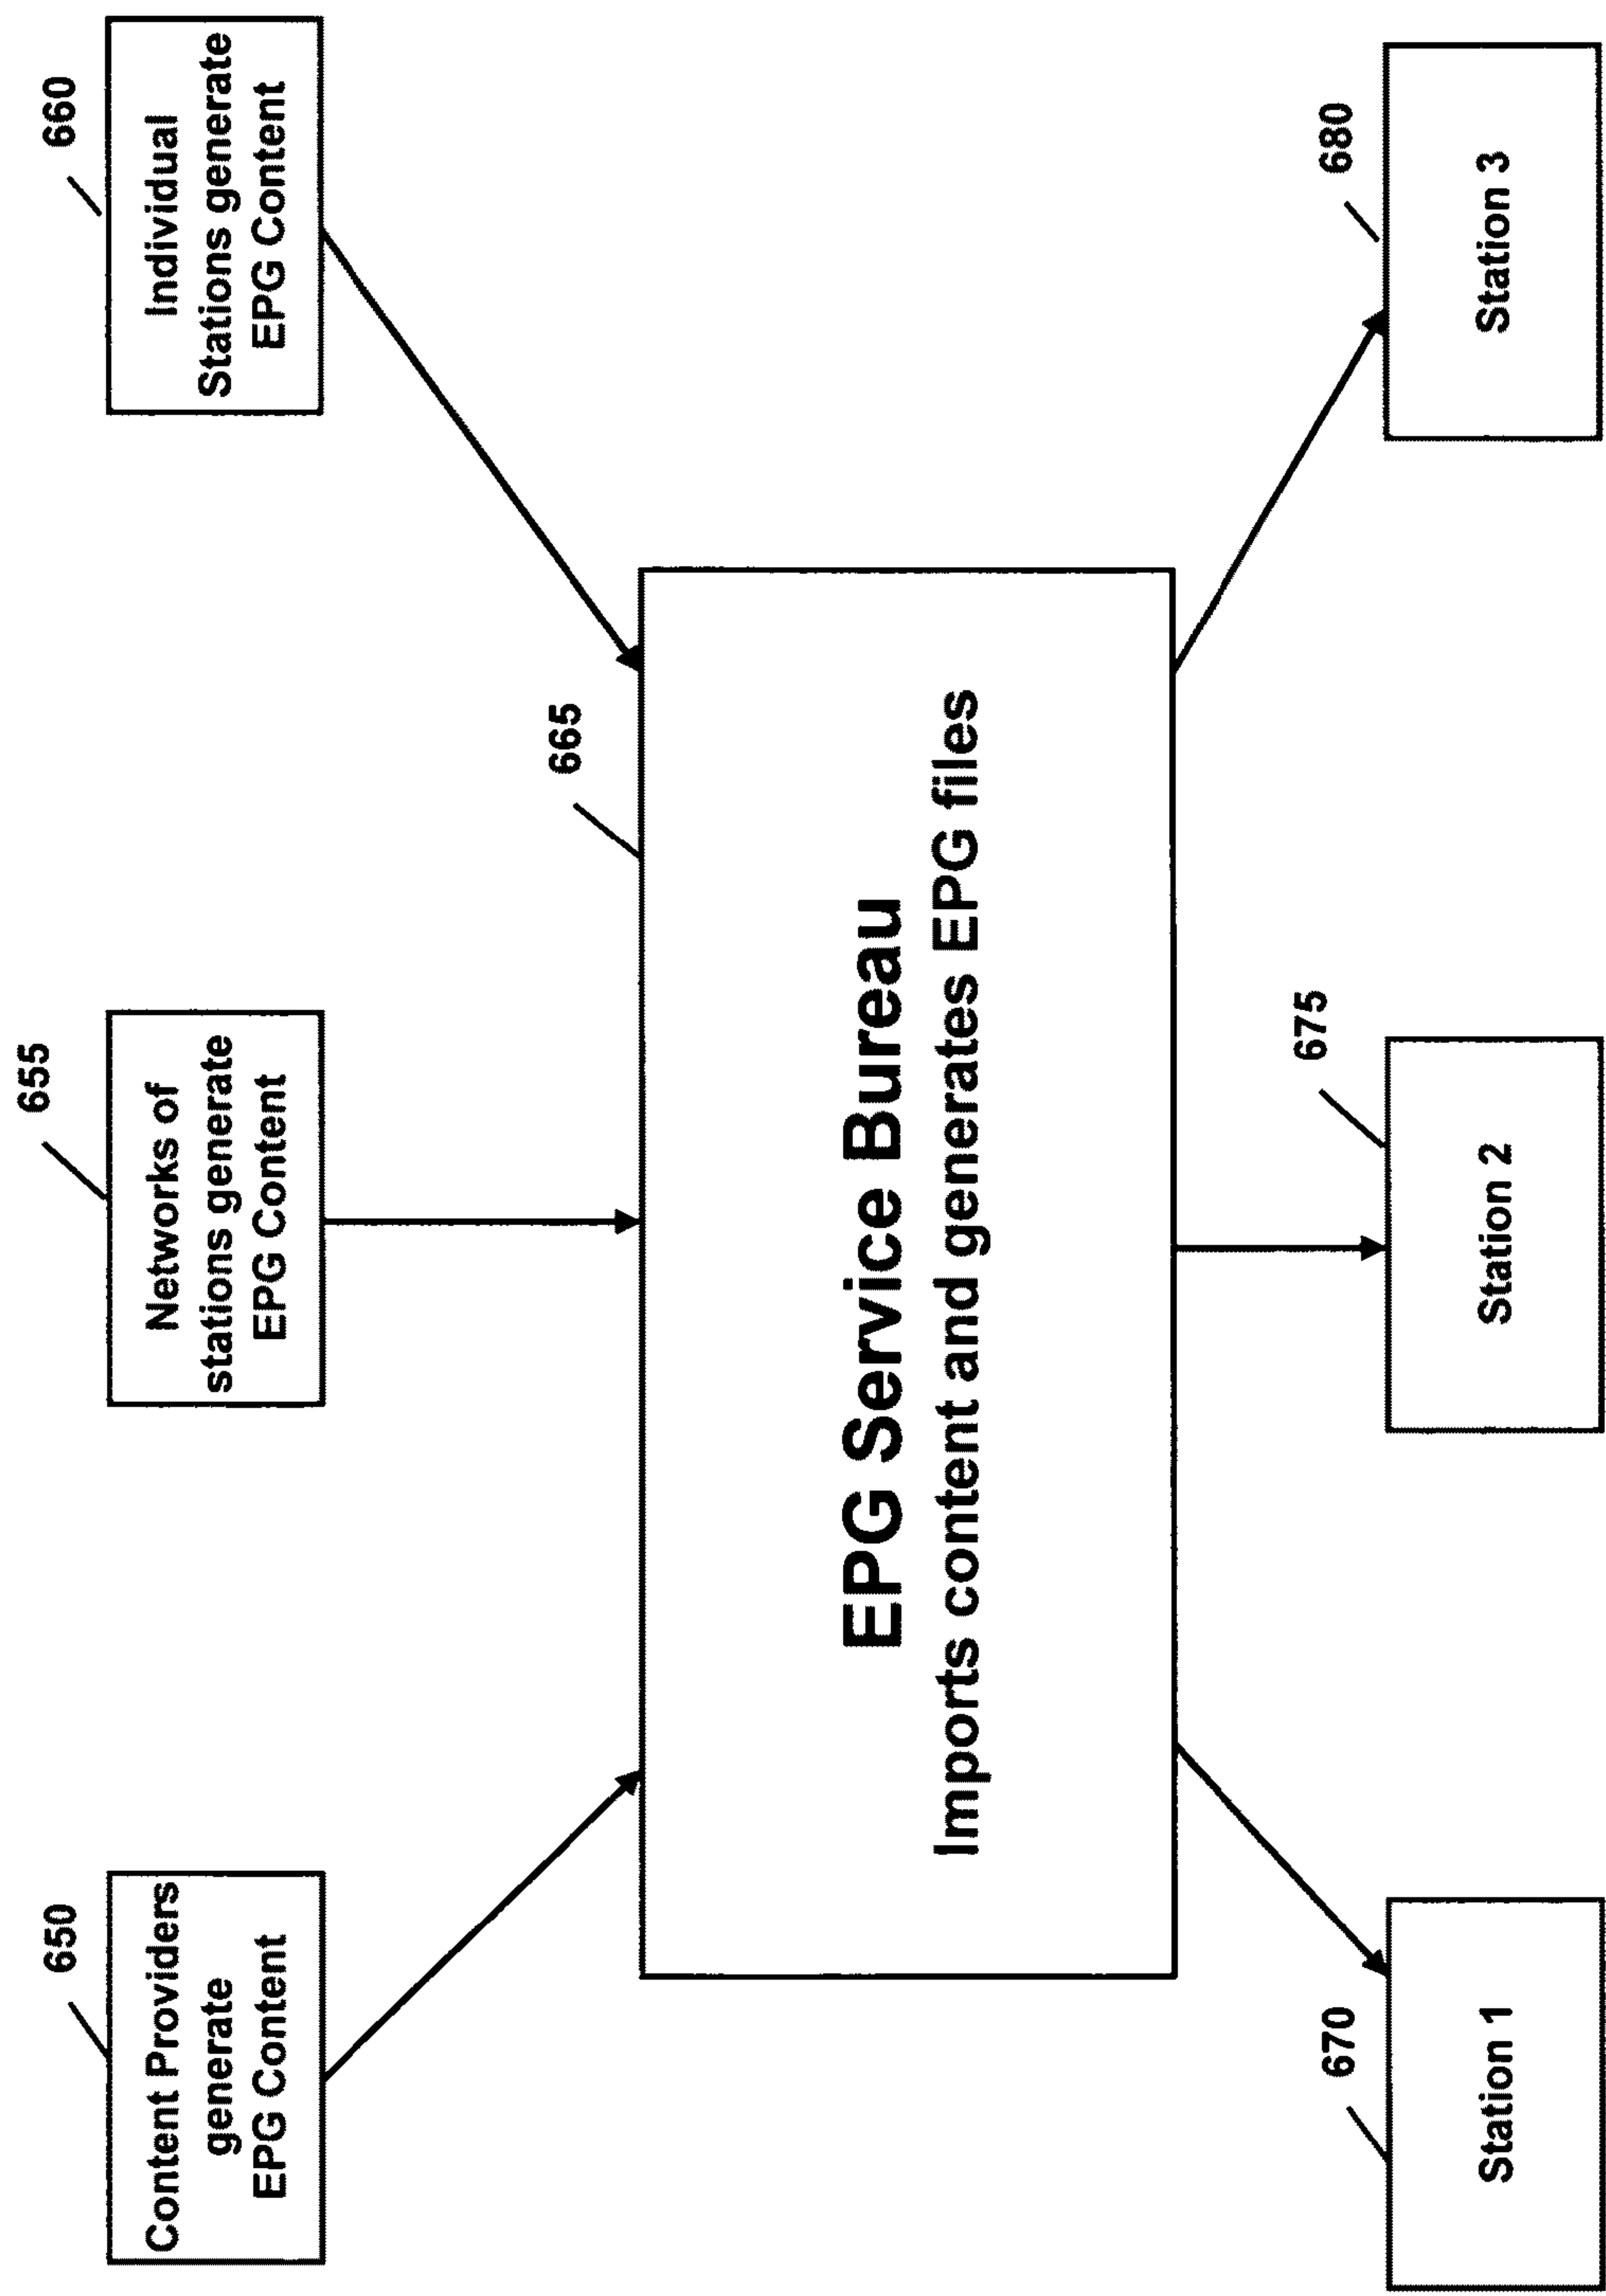 650
Content Providers
generate
EPG Content
655
Networks of
stations generate
EPG Content
660
Individual
Stations generate
EPG Content
665
EPG Service Bureau
Imports content and generates EPG files
670
Station 1
675
Station 2
680
Station 3